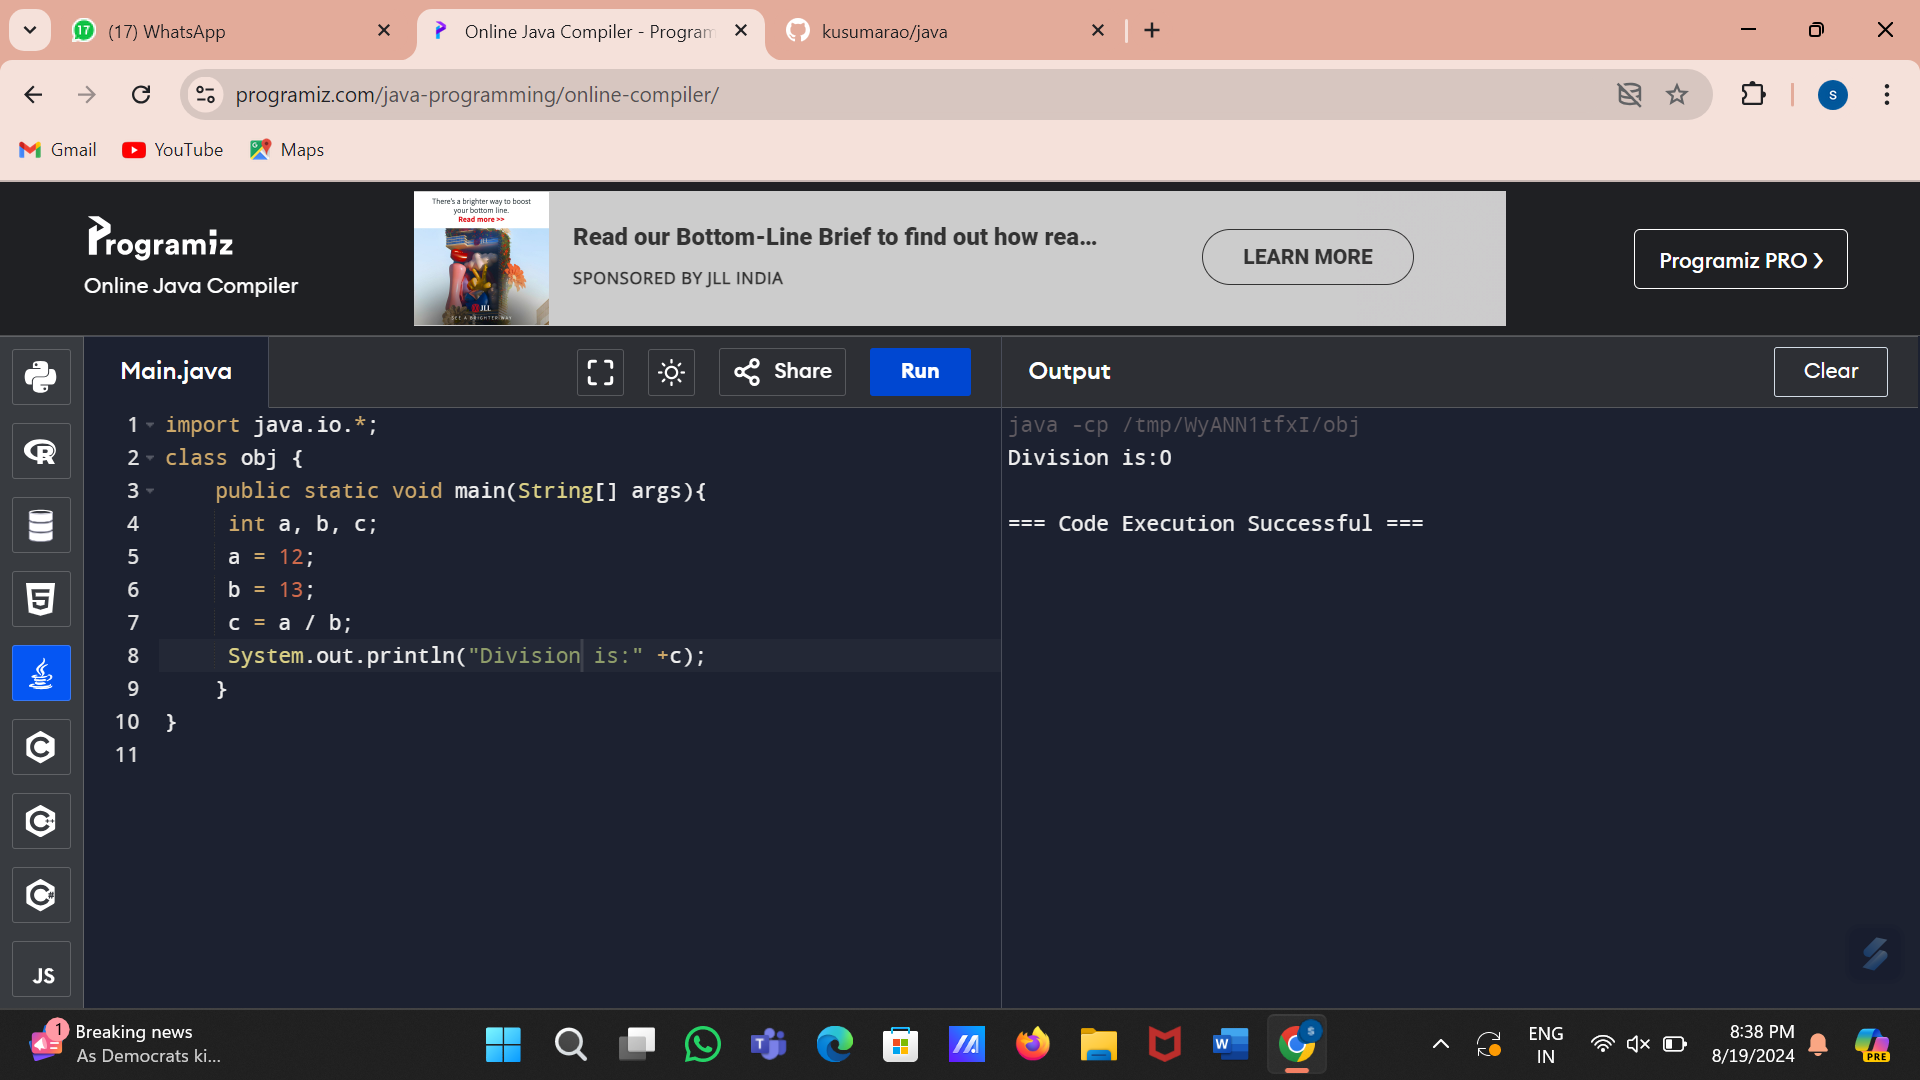 17
(17) WhatsApp
Online Java Compiler - Program
kusumarao/java
programiz.com/java-programming/online-compiler/
s
Gmail
YouTube
Maps
Programiz
Online Java Compiler
There's a brighter way to boost
your bottom line.
Read more >>
JLL
SEE A BRIGHTER WAY
Read our Bottom-Line Brief to find out how rea...
SPONSORED BY JLL INDIA
LEARN MORE
Programiz PRO ❯
Main.java
Share
Run
Output
Clear
1 import java.io.*;
2 class obj {
3 public static void main(String[] args){
4 int a, b, c;
5 a = 12;
6 b = 13;
7 c = a / b;
8 System.out.println("Division is:" +c);
9 }
10 }
11
java -cp /tmp/WyANN1tfxI/obj
Division is:0
=== Code Execution Successful ===
JS
1
Breaking news
As Democrats ki...
ENG
IN
8:38 PM
8/19/2024
PRE